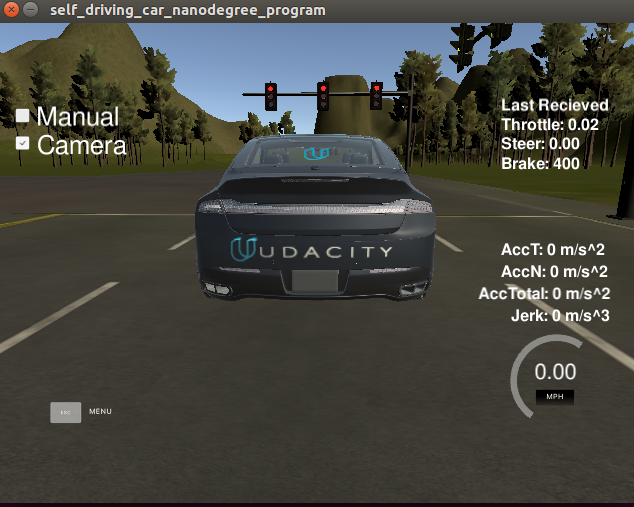 self_driving_car_nanodegree_program
Manual
Camera
Last Recieved
Throttle: 0.02
Steer: 0.00
Brake: 400
UDACITY
AccT: 0 m/s^2
AccN: 0 m/s^2
AccTotal: 0 m/s^2
Jerk: 0 m/s^3
0.00
MPH
ESC MENU